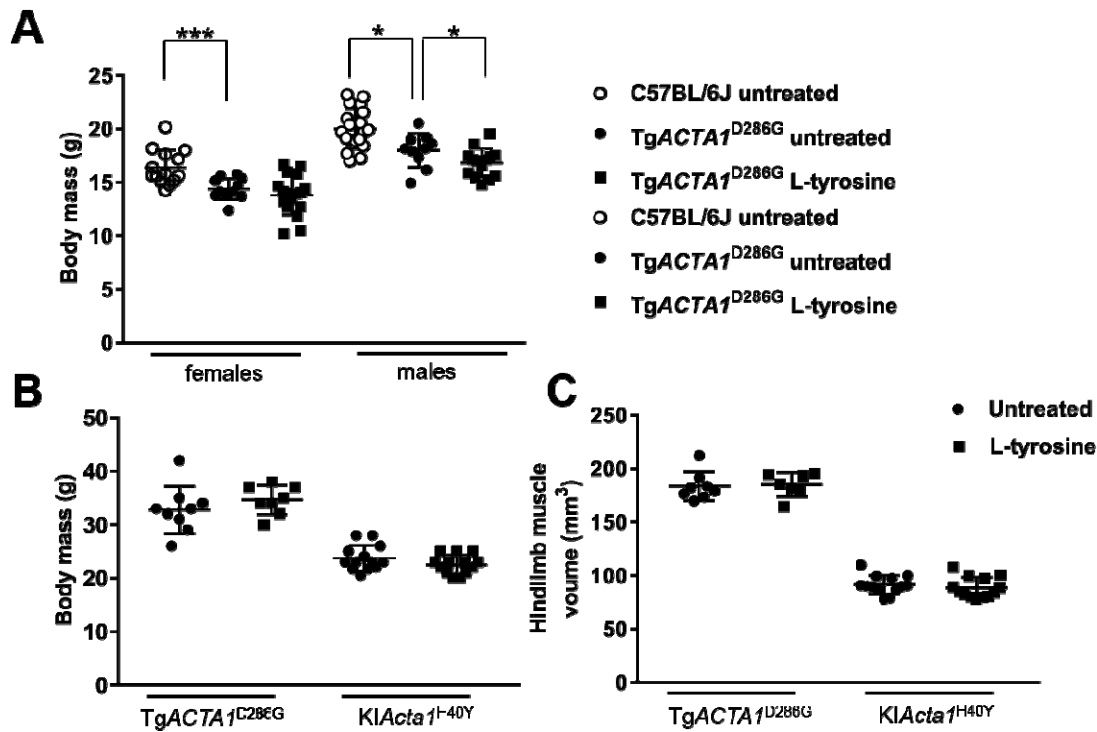 A
*** * *
25
20
15
10
5
0
Body mass (g)
females males
C57BL/6J untreated
TgACTA1D286G untreated
TgACTA1D286G L-tyrosine
C57BL/6J untreated
TgACTA1D286G untreated
TgACTA1D286G L-tyrosine
B
50
40
30
20
10
0
Body mass (g)
TgACTA1D286G KIActa1H40Y
C
250
200
150
100
50
0
Hindlimb muscle
voume (mm3)
Untreated
L-tyrosine
TgACTA1D286G KIActa1H40Y